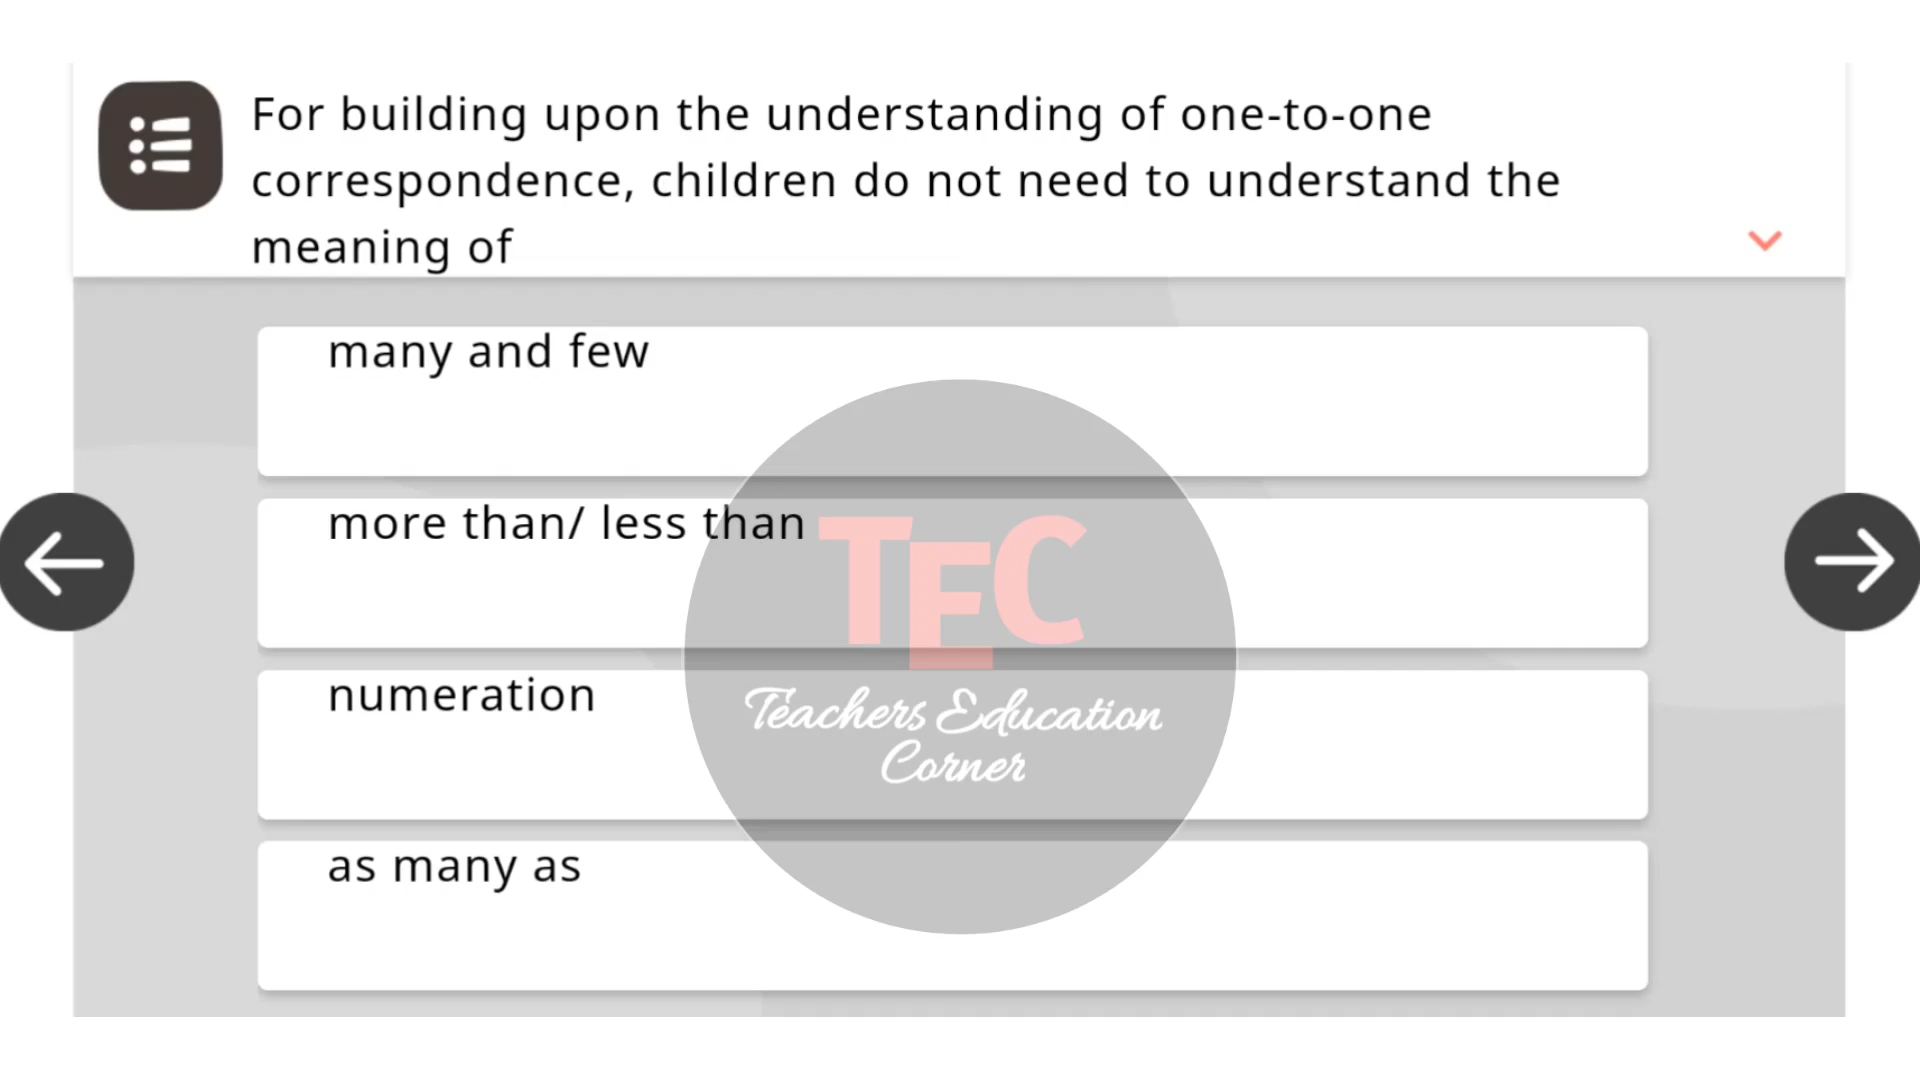 For building upon the understanding of one-to-one
correspondence, children do not need to understand the
meaning of
many and few
more than/ less than
numeration
as many as
TEC
Teachers Education
Corner